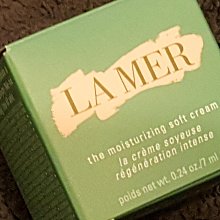 LA MER
the moisturizing soft cream
la crème soyeuse
régénération intense
poids net wt. 0.24 oz./7 ml